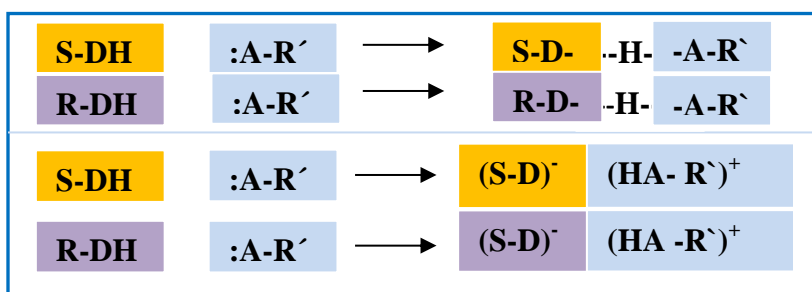 S-DH :A-R´ S-D- --H- -A-R`
R-DH :A-R´ R-D- --H- -A-R`
S-DH :A-R´ (S-D)⁻ (HA- R`)⁺
R-DH :A-R´ (S-D)⁻ (HA -R`)⁺